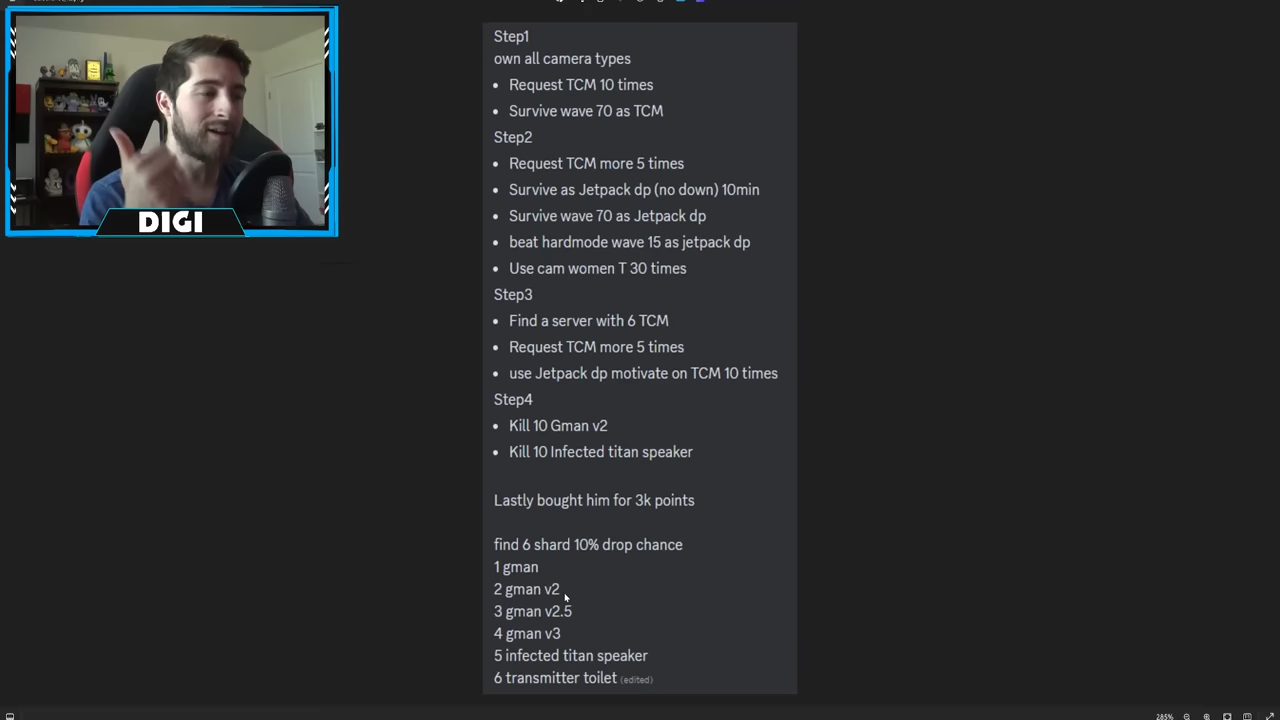 DIGI
Step1
own all camera types
• Request TCM 10 times
• Survive wave 70 as TCM
Step2
• Request TCM more 5 times
• Survive as Jetpack dp (no down) 10min
• Survive wave 70 as Jetpack dp
• beat hardmode wave 15 as jetpack dp
• Use cam women T 30 times
Step3
• Find a server with 6 TCM
• Request TCM more 5 times
• use Jetpack dp motivate on TCM 10 times
Step4
• Kill 10 Gman v2
• Kill 10 Infected titan speaker
Lastly bought him for 3k points
find 6 shard 10% drop chance
1 gman
2 gman v2
3 gman v2.5
4 gman v3
5 infected titan speaker
6 transmitter toilet (edited)
285%